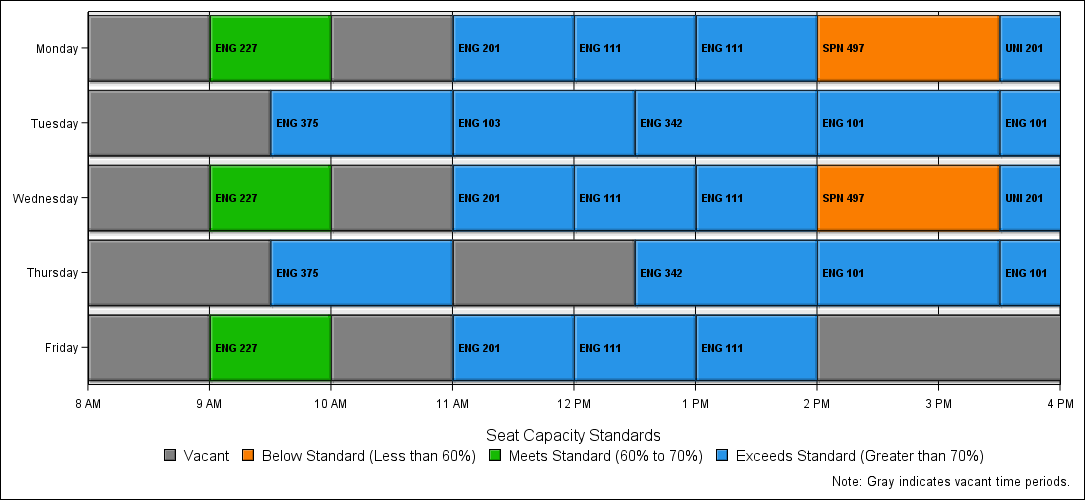 Monday ENG 227 ENG 201 ENG 111 ENG 111 SPN 497 UNI 201
Tuesday ENG 375 ENG 103 ENG 342 ENG 101 ENG 101
Wednesday ENG 227 ENG 201 ENG 111 ENG 111 SPN 497 UNI 201
Thursday ENG 375 ENG 342 ENG 101 ENG 101
Friday ENG 227 ENG 201 ENG 111 ENG 111
8 AM 9 AM 10 AM 11 AM 12 PM 1 PM 2 PM 3 PM 4 PM
Seat Capacity Standards
Vacant Below Standard (Less than 60%) Meets Standard (60% to 70%) Exceeds Standard (Greater than 70%)
Note: Gray indicates vacant time periods.